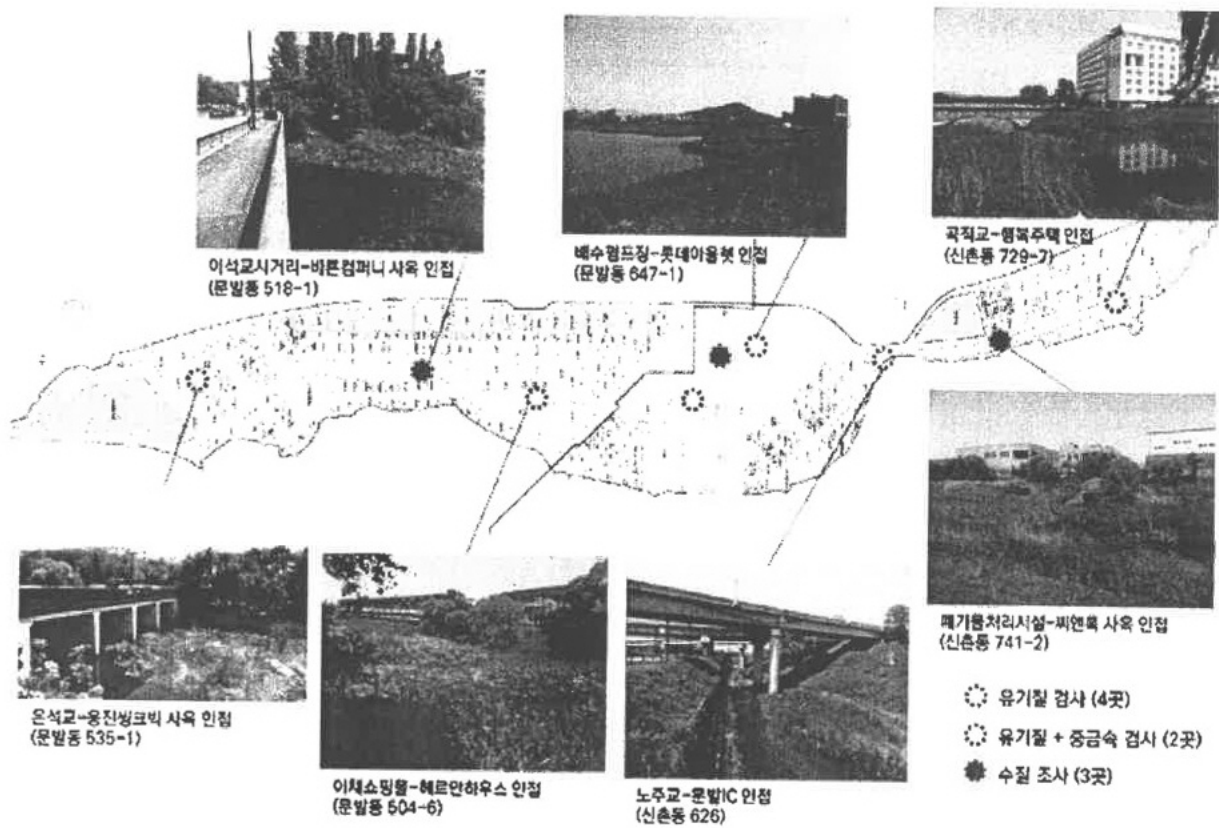 이석교사거리-바른컴퍼니 사옥 인접
(문발동 518-1)
배수펌프장-롯데아울렛 인접
(문발동 647-1)
곡직교-행복주택 인접
(신촌동 729-7)
은석교-웅진씽크빅 사옥 인접
(문발동 535-1)
이채쇼핑몰-헤르만하우스 인접
(문발동 504-6)
노주교-문발IC 인접
(신촌동 626)
폐기물처리시설-씨앤톡 사옥 인접
(신촌동 741-2)
유기질 검사 (4곳)
유기질 + 중금속 검사 (2곳)
수질 조사 (3곳)